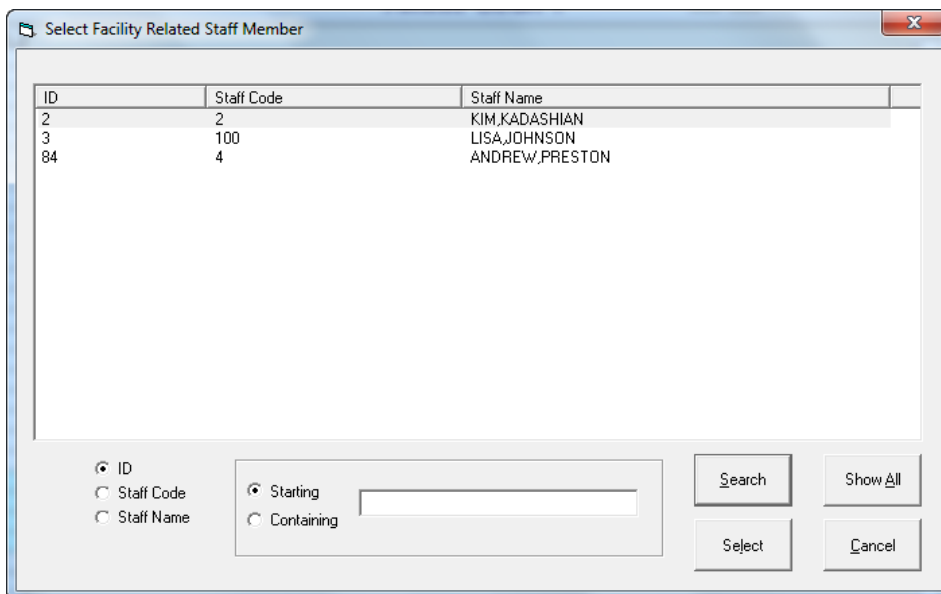 Select Facility Related Staff Member
ID Staff Code Staff Name
2 2 KIM,KADASHIAN
3 100 LISA,JOHNSON
84 4 ANDREW,PRESTON
ID
Staff Code
Staff Name
Starting
Containing
Search
Show All
Select
Cancel